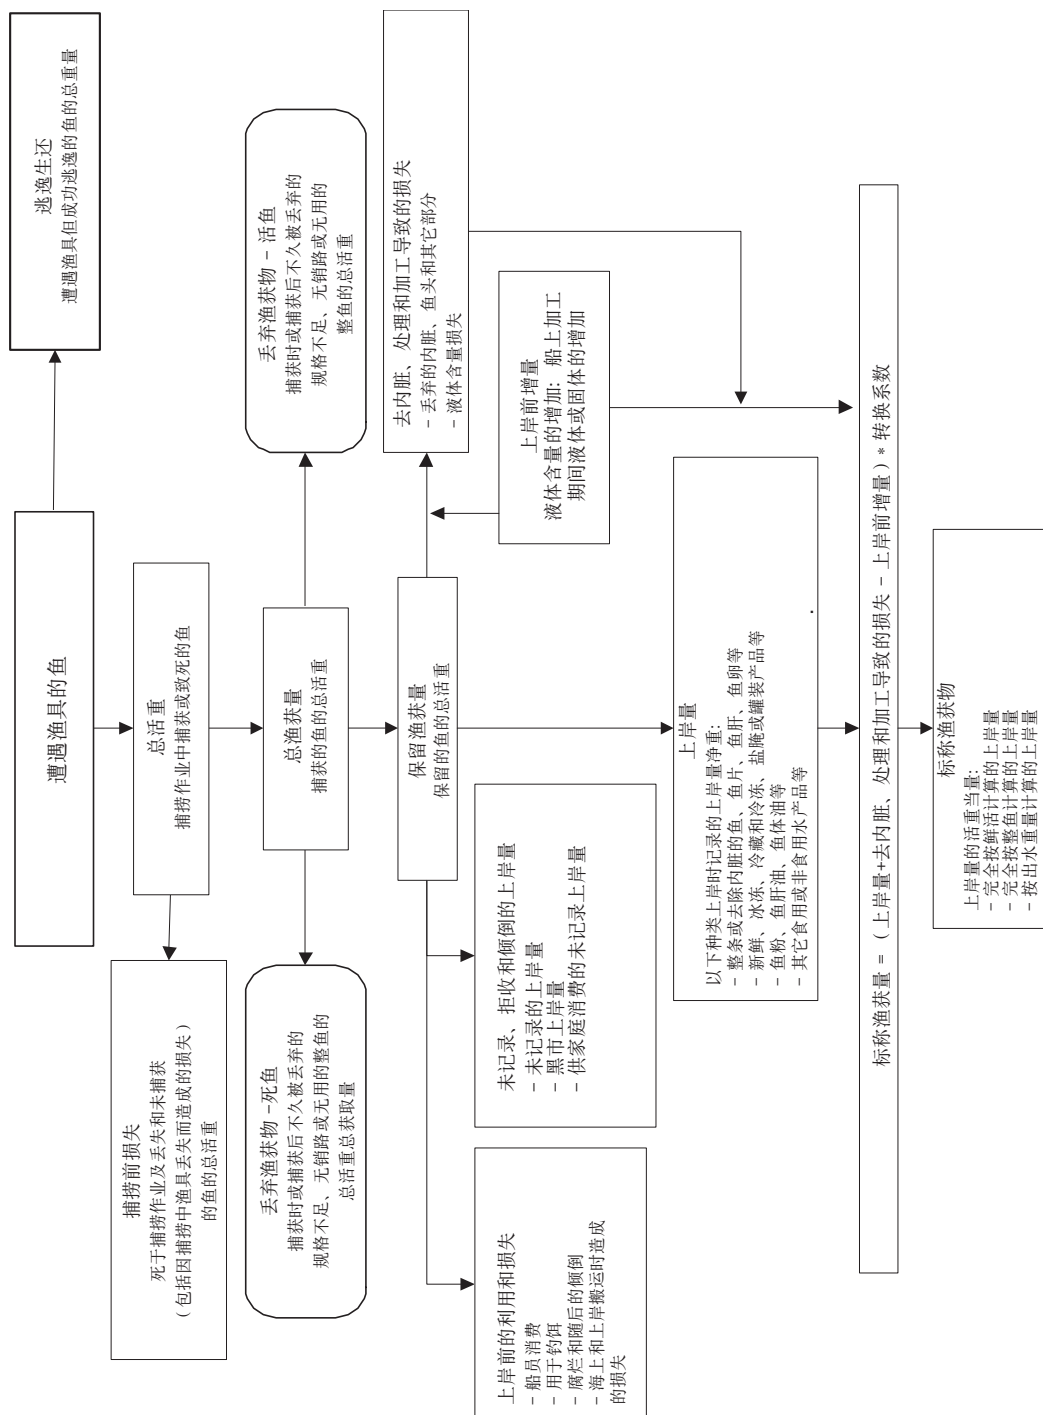 遭遇渔具的鱼
逃逸生还
遭遇渔具但成功逃逸的鱼的总重量
总活重
捕捞作业中捕获或致死的鱼
捕捞前损失
死于捕捞作业及丢失和未捕获
(包括因捕捞中渔具丢失而造成的损失)
的鱼的总活重
总渔获量
捕获的鱼的总活重
丢弃渔获物 - 活鱼
捕获时或捕获后不久被丢弃的
规格不足、无销路或无用的
整鱼的总活重
丢弃渔获物 -死鱼
捕获时或捕获后不久被丢弃的
规格不足、无销路或无用的整鱼的
总活重总获取量
保留渔获量
保留的鱼的总活重
去内脏、处理和加工导致的损失
- 丢弃的内脏、鱼头和其它部分
- 液体含量损失
上岸前的利用和损失
- 船员消费
- 用于钓饵
- 腐烂和随后的倾倒
- 海上和上岸搬运时造成
的损失
未记录、拒收和倾倒的上岸量
- 未记录的上岸量
- 黑市上岸量
- 供家庭消费的未记录上岸量
上岸前增量
液体含量的增加: 船上加工
期间液体或固体的增加
上岸量
以下种类上岸时记录的上岸量净重:
- 整条或去除内脏的鱼、鱼片、鱼肝、鱼卵等
- 新鲜、冰冻、冷藏和冷冻、盐腌或罐装产品等
- 鱼粉、鱼肝油、鱼体油等
- 其它食用或非食用水产品等
标称渔获量 = (上岸量+去内脏、处理和加工导致的损失 - 上岸前增量) * 转换系数
标称渔获物
上岸量的活重当量:
- 完全按鲜活计算的上岸量
- 完全按整鱼计算的上岸量
- 按出水重量计算的上岸量